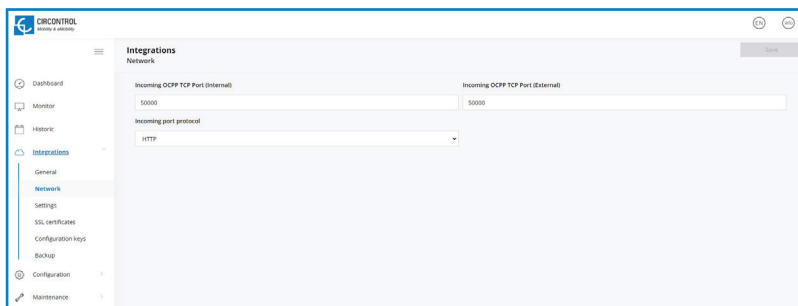 CIRCONTROL
Mobility & eMobility
EN
Integrations
Network
Save
Dashboard
Monitor
Historic
Integrations
General
Network
Settings
SSL certificates
Configuration keys
Backup
Configuration
Maintenance
Incoming OCPP TCP Port (Internal)
Incoming OCPP TCP Port (External)
50000
50000
Incoming port protocol
HTTP